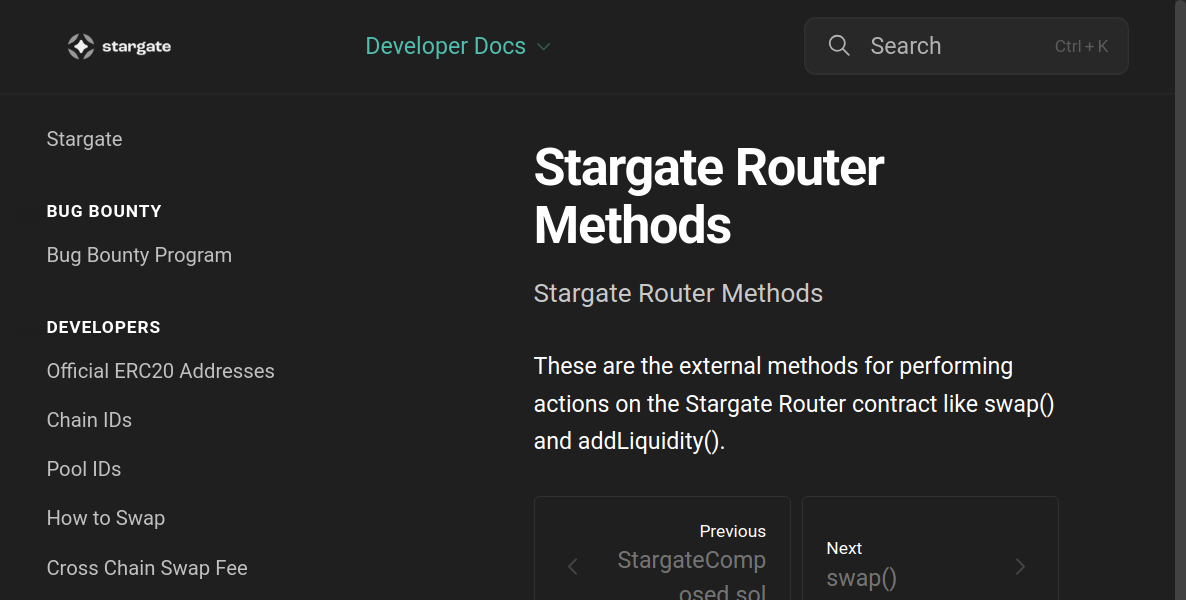 stargate
Developer Docs
Search
Ctrl + K
Stargate
BUG BOUNTY
Bug Bounty Program
DEVELOPERS
Official ERC20 Addresses
Chain IDs
Pool IDs
How to Swap
Cross Chain Swap Fee
Stargate Router
Methods
Stargate Router Methods
These are the external methods for performing
actions on the Stargate Router contract like swap()
and addLiquidity().
Previous
StargateComp
osed.sol
Next
swap()